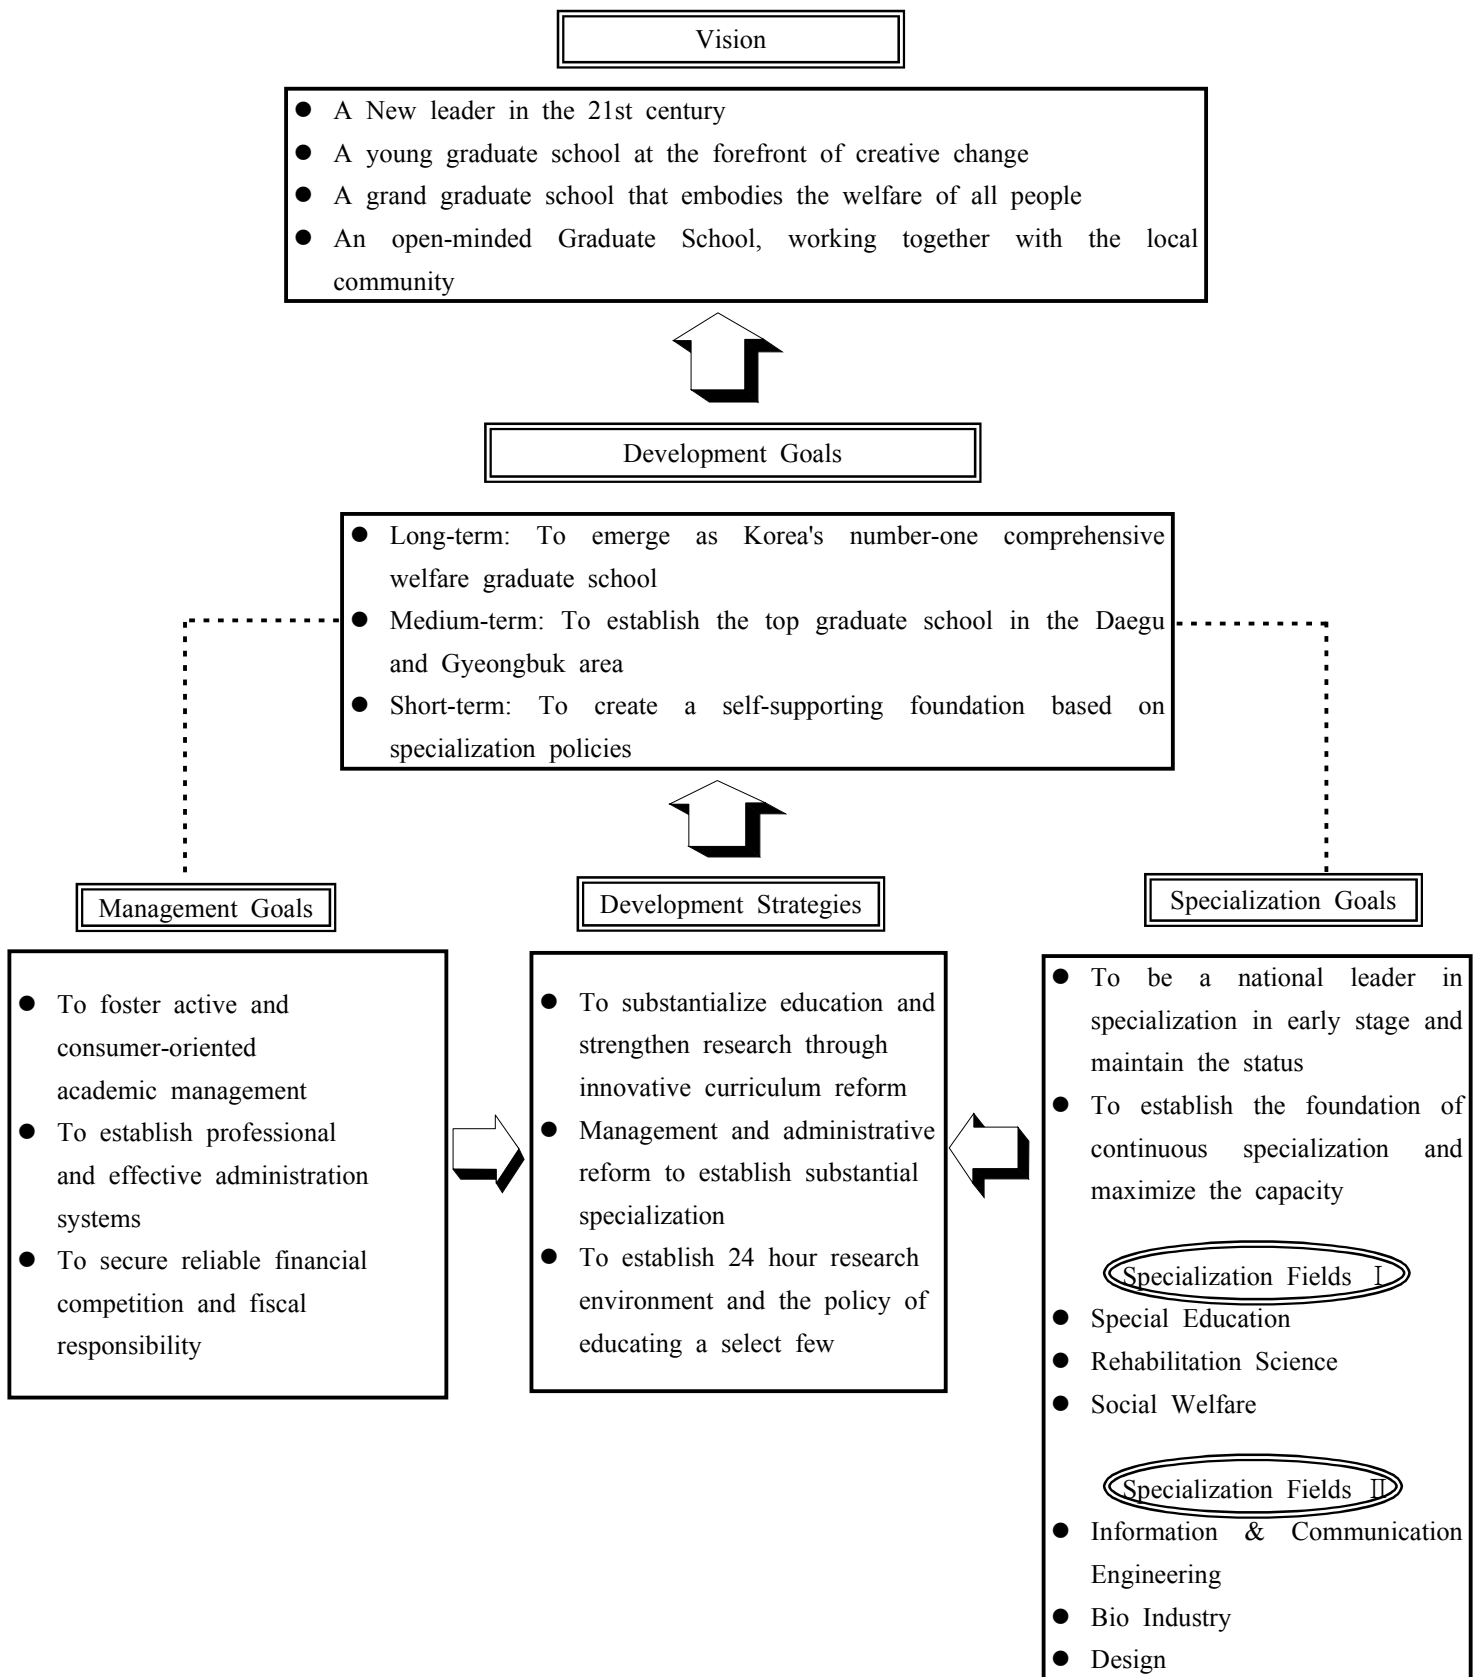 Vision
● A New leader in the 21st century
● A young graduate school at the forefront of creative change
● A grand graduate school that embodies the welfare of all people
● An open-minded Graduate School, working together with the local
community
Development Goals
● Long-term: To emerge as Korea's number-one comprehensive
welfare graduate school
● Medium-term: To establish the top graduate school in the Daegu
and Gyeongbuk area
● Short-term: To create a self-supporting foundation based on
specialization policies
Management Goals
● To foster active and
consumer-oriented
academic management
● To establish professional
and effective administration
systems
● To secure reliable financial
competition and fiscal
responsibility
Development Strategies
● To substantialize education and
strengthen research through
innovative curriculum reform
● Management and administrative
reform to establish substantial
specialization
● To establish 24 hour research
environment and the policy of
educating a select few
Specialization Goals
● To be a national leader in
specialization in early stage and
maintain the status
● To establish the foundation of
continuous specialization and
maximize the capacity
Specialization Fields Ⅰ
● Special Education
● Rehabilitation Science
● Social Welfare
Specialization Fields Ⅱ
● Information & Communication
Engineering
● Bio Industry
● Design